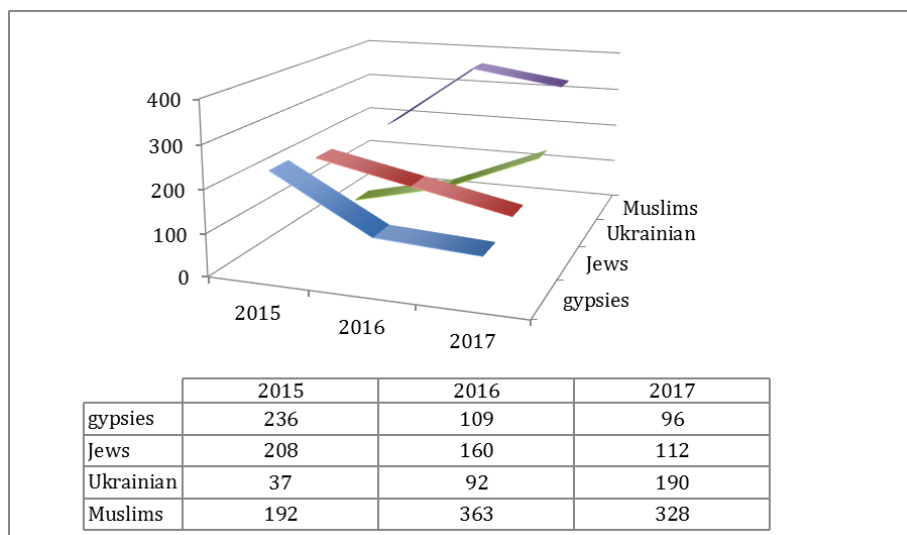 400
300
200
100
0
2015
2016
2017
Muslims
Ukrainian
Jews
gypsies
2015 2016 2017
gypsies 236 109 96
Jews 208 160 112
Ukrainian 37 92 190
Muslims 192 363 328